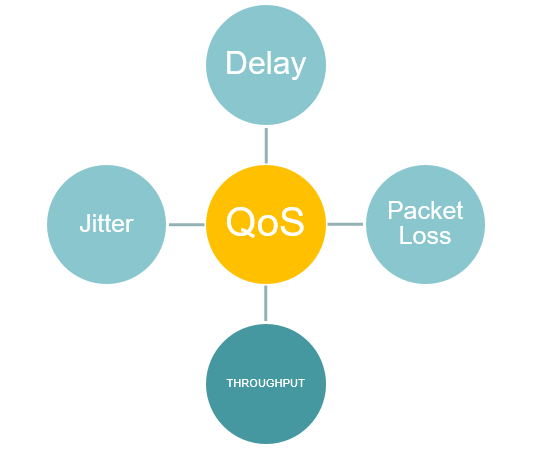 Delay
Jitter
QoS
Packet
Loss
THROUGHPUT